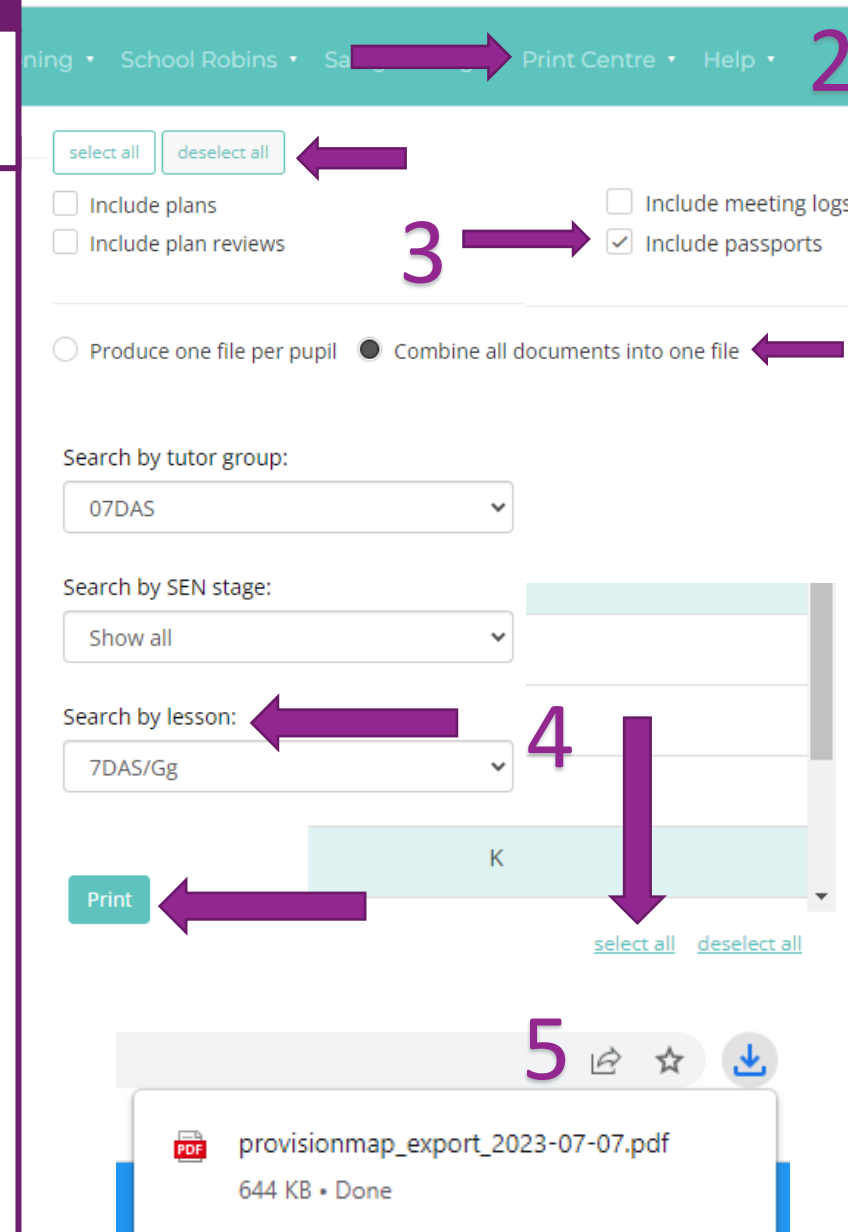 School Robins Print Centre Help 2
select all deselect all
Include plans Include meeting logs
Include plan reviews 3 Include passports
Produce one file per pupil Combine all documents into one file
Search by tutor group:
07DAS
Search by SEN stage:
Show all
Search by lesson: 4
7DAS/Gg
K
Print
select all deselect all
5
PDF provisionmap_export_2023-07-07.pdf
644 KB • Done